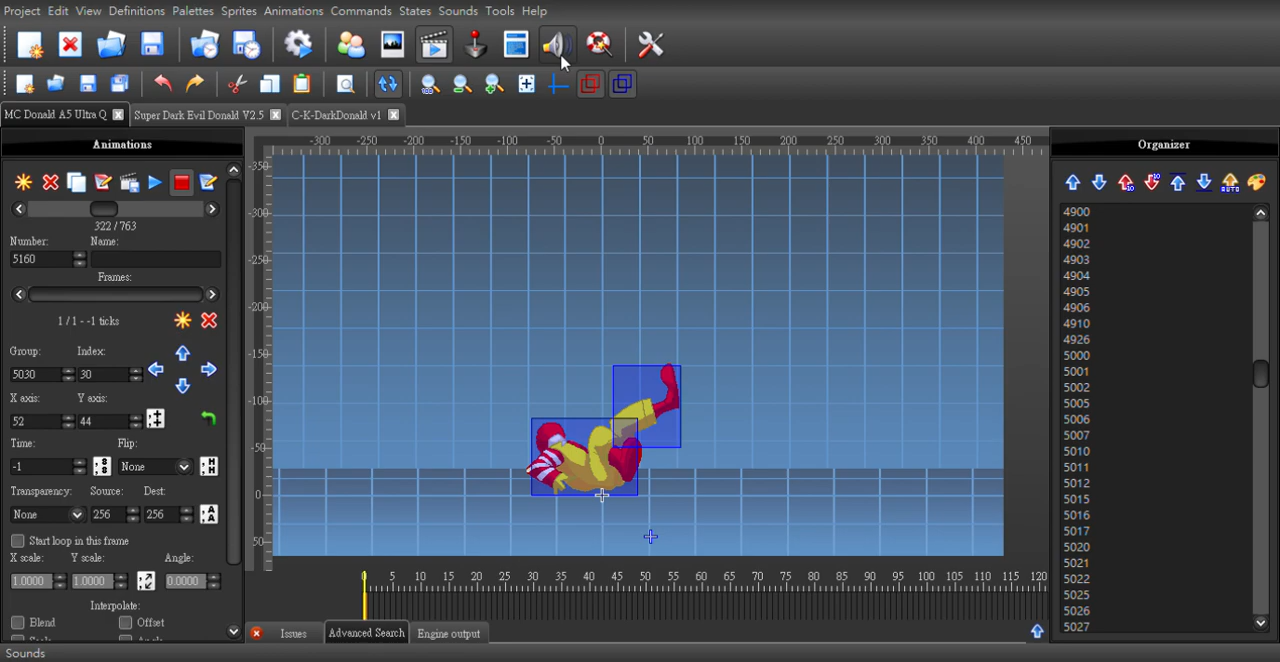 Project Edit View Definitions Palettes Sprites Animations Commands States Sounds Tools Help
MC Donald A5 Ultra Q
Super Dark Evil Donald V2.5
C-K-DarkDonald v1
Animations
322 / 763
Number: Name:
5160
Frames:
1 / 1 - -1 ticks
Group: Index:
5030 30
X axis: Y axis:
52 44
Time: Flip:
-1 None
Transparency: Source: Dest:
None 256 256
Start loop in this frame
X scale: Y scale: Angle:
1.0000 1.0000 0.0000
Interpolate:
Blend Offset
Scale Angle
-300 -250 -200 -150 -100 -50 0 50 100 150 200 250 300 350 400 450
-350
-300
-250
-200
-150
-100
-50
0
50
0 5 10 15 20 25 30 35 40 45 50 55 60 65 70 75 80 85 90 95 100 105 110 115 120
Issues Advanced Search Engine output
Organizer
10 10 AUTO
4900
4901
4902
4903
4904
4905
4906
4910
4926
5000
5001
5002
5005
5006
5007
5010
5011
5012
5015
5016
5017
5020
5021
5022
5025
5026
5027
Sounds